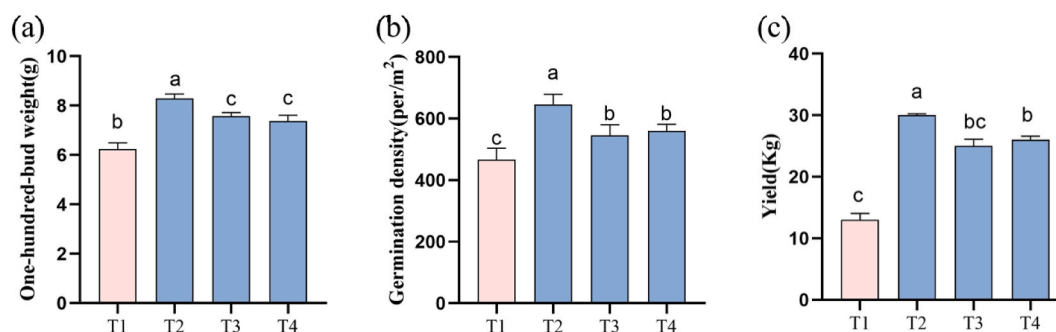 (a)
One-hundred-bud weight(g)
10
8
6
4
2
0
b
a
c
c
T1
T2
T3
T4
(b)
Germination density(per/m²)
800
600
400
200
0
c
a
b
b
T1
T2
T3
T4
(c)
Yield(Kg)
40
30
20
10
0
c
a
bc
b
T1
T2
T3
T4